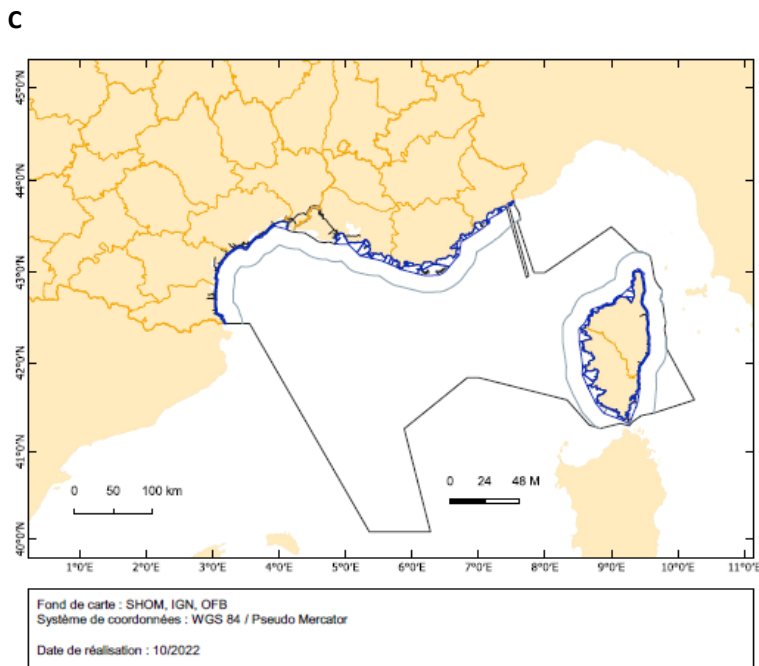 C
45°0'N
44°0'N
43°0'N
42°0'N
41°0'N
40°0'N
0 50 100 km
0 24 48 M
1°0'E 2°0'E 3°0'E 4°0'E 5°0'E 6°0'E 7°0'E 8°0'E 9°0'E 10°0'E 11°0'E
Fond de carte : SHOM, IGN, OFB
Système de coordonnées : WGS 84 / Pseudo Mercator
Date de réalisation : 10/2022